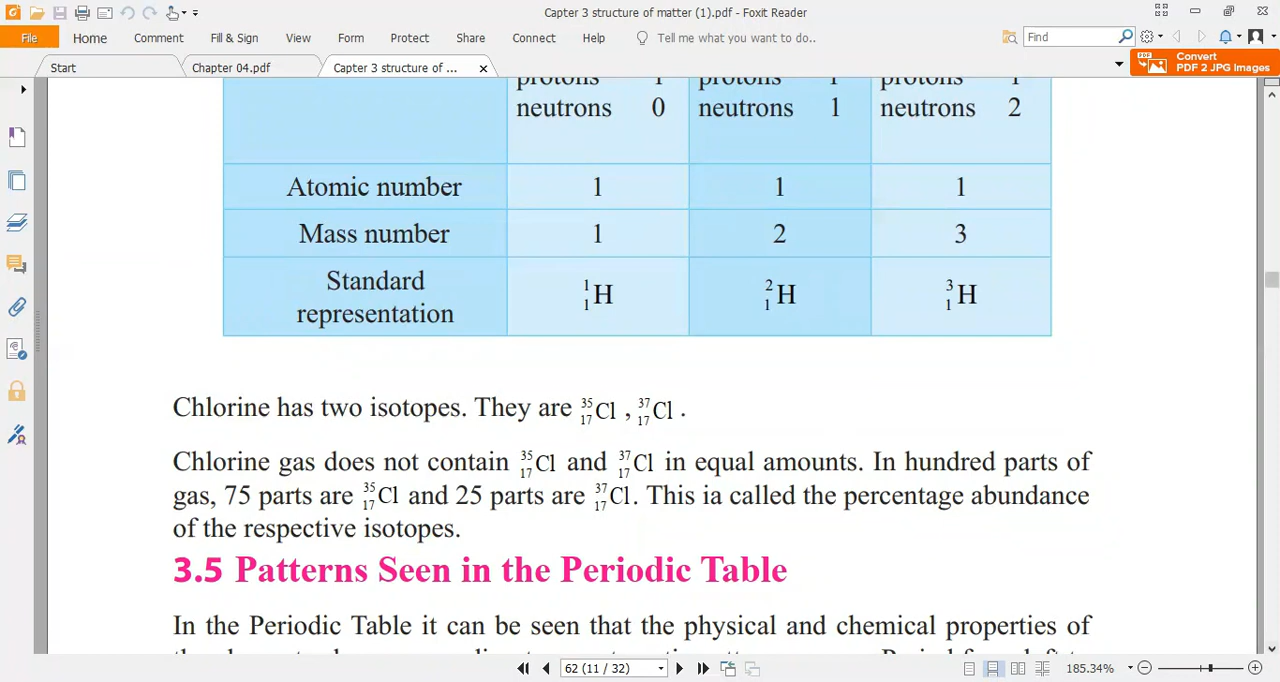 Capter 3 structure of matter (1).pdf - Foxit Reader
File Home Comment Fill & Sign View Form Protect Share Connect Help Tell me what you want to do.. Find
Start Chapter 04.pdf Capter 3 structure of ... Convert
PDF 2 JPG Images
protons 1 protons 1 protons 1
neutrons 0 neutrons 1 neutrons 2
Atomic number 1 1 1
Mass number 1 2 3
Standard
representation ¹₁H ²₁H ³₁H
Chlorine has two isotopes. They are ³⁵₁₇Cl , ³⁷₁₇Cl .
Chlorine gas does not contain ³⁵₁₇Cl and ³⁷₁₇Cl in equal amounts. In hundred parts of
gas, 75 parts are ³⁵₁₇Cl and 25 parts are ³⁷₁₇Cl. This ia called the percentage abundance
of the respective isotopes.
3.5 Patterns Seen in the Periodic Table
In the Periodic Table it can be seen that the physical and chemical properties of
62 (11 / 32) 185.34%